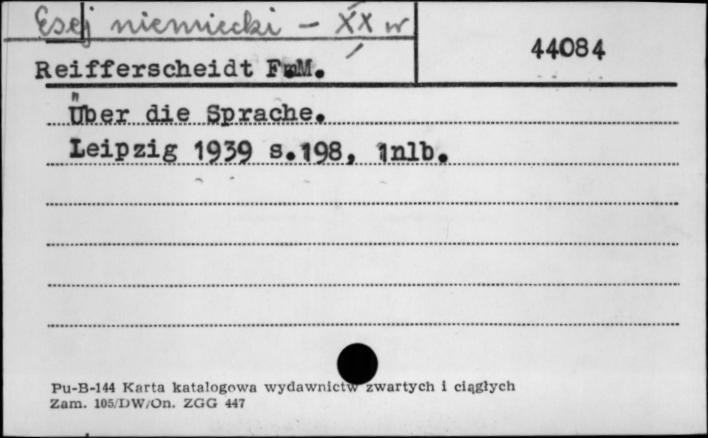 Esej niemiecki - XX w
44084
Reifferscheidt F.M.
Über die Sprache.
Leipzig 1939 s.198, 1nlb.
Pu-B-144 Karta katalogowa wydawnictw zwartych i ciągłych
Zam. 105/DW/On. ZGG 447